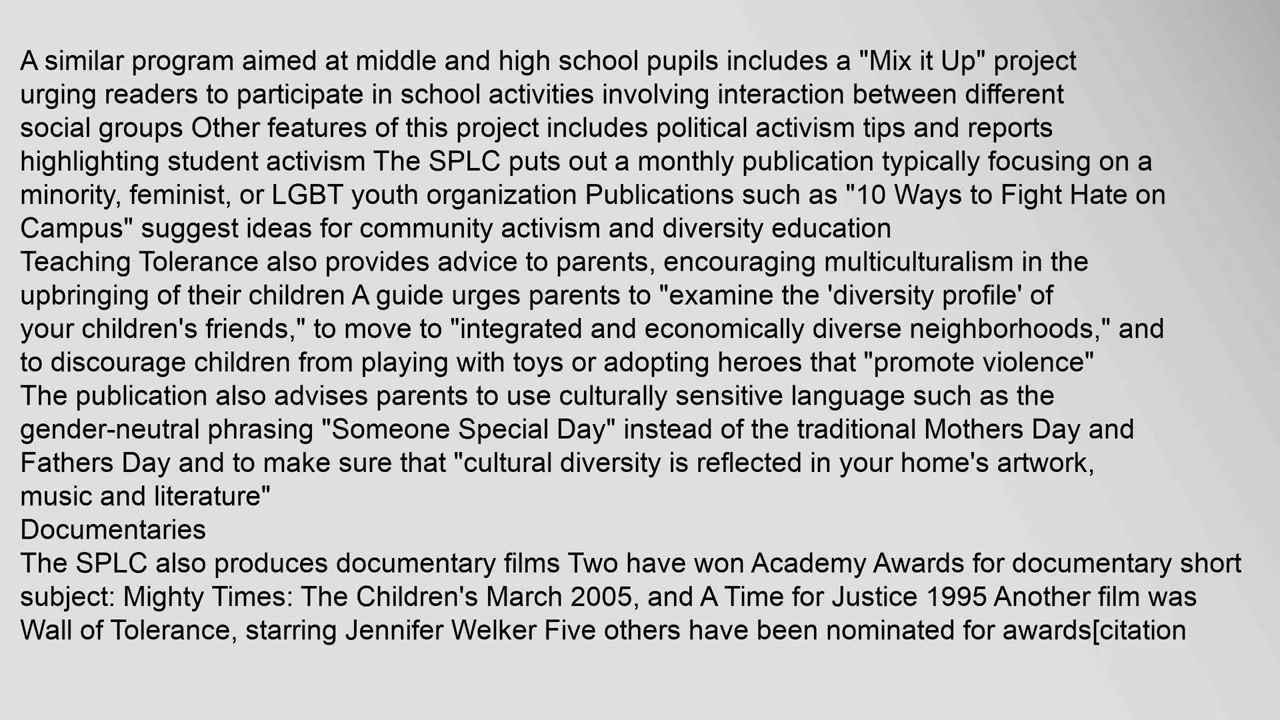 A similar program aimed at middle and high school pupils includes a "Mix it Up" project
urging readers to participate in school activities involving interaction between different
social groups Other features of this project includes political activism tips and reports
highlighting student activism The SPLC puts out a monthly publication typically focusing on a
minority, feminist, or LGBT youth organization Publications such as "10 Ways to Fight Hate on
Campus" suggest ideas for community activism and diversity education
Teaching Tolerance also provides advice to parents, encouraging multiculturalism in the
upbringing of their children A guide urges parents to "examine the 'diversity profile' of
your children's friends," to move to "integrated and economically diverse neighborhoods," and
to discourage children from playing with toys or adopting heroes that "promote violence"
The publication also advises parents to use culturally sensitive language such as the
gender-neutral phrasing "Someone Special Day" instead of the traditional Mothers Day and
Fathers Day and to make sure that "cultural diversity is reflected in your home's artwork,
music and literature"
Documentaries
The SPLC also produces documentary films Two have won Academy Awards for documentary short
subject: Mighty Times: The Children's March 2005, and A Time for Justice 1995 Another film was
Wall of Tolerance, starring Jennifer Welker Five others have been nominated for awards[citation